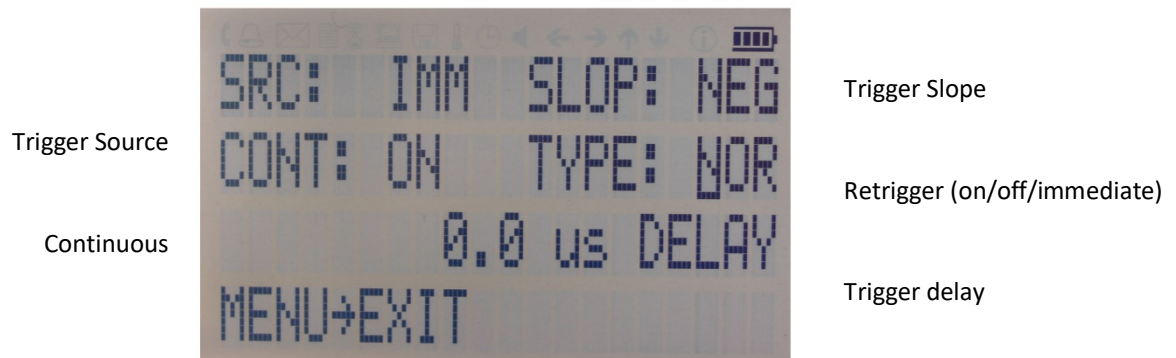 SRC: IMM SLOP: NEG
Trigger Slope
Trigger Source
CONT: ON TYPE: NOR
Retrigger (on/off/immediate)
Continuous
0.0 us DELAY
Trigger delay
MENU→EXIT